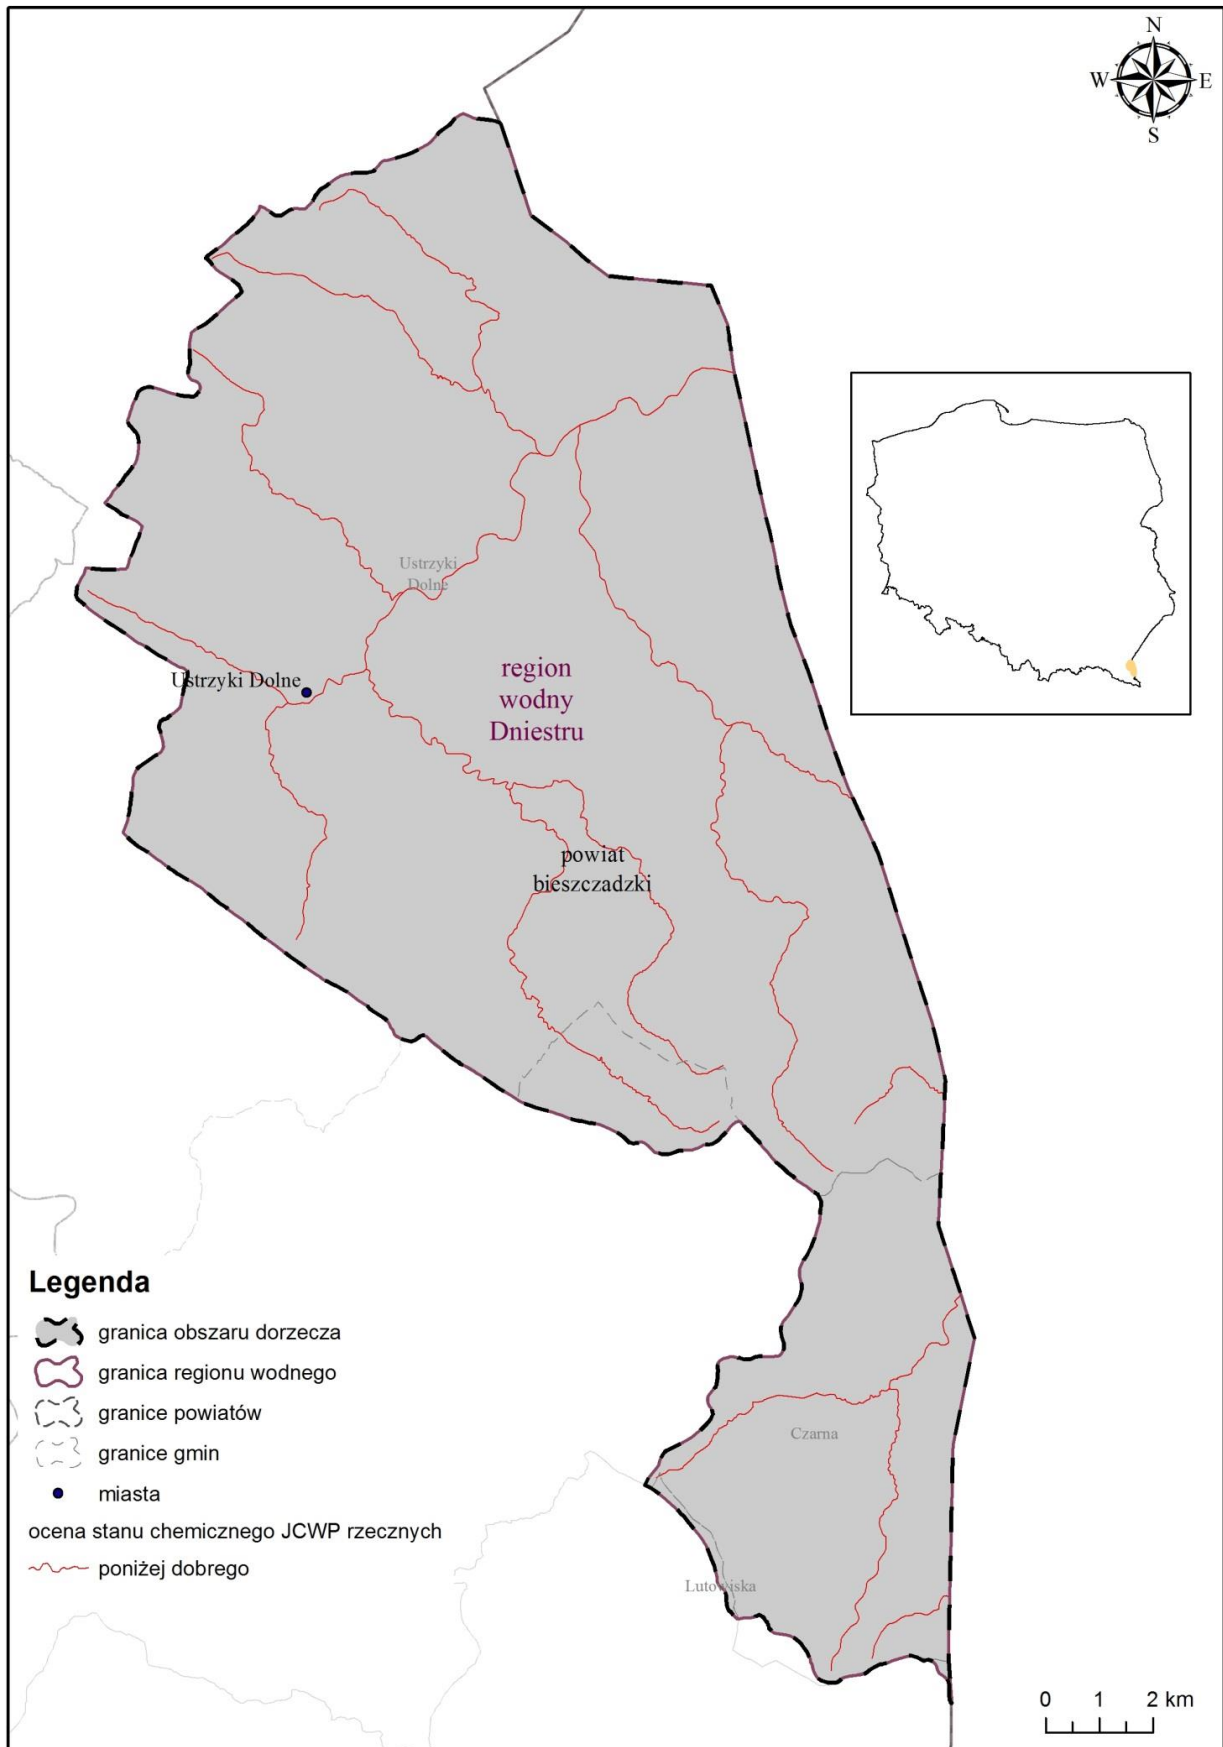 N
W
E
S
Ustrzyki
Dolne
Ustrzyki Dolne
region
wodny
Dniestru
powiat
bieszczadzki
Czarna
Lutowiska
Legenda
granica obszaru dorzecza
granica regionu wodnego
granice powiatów
granice gmin
miasta
ocena stanu chemicznego JCWP rzecznych
poniżej dobrego
0 1 2 km